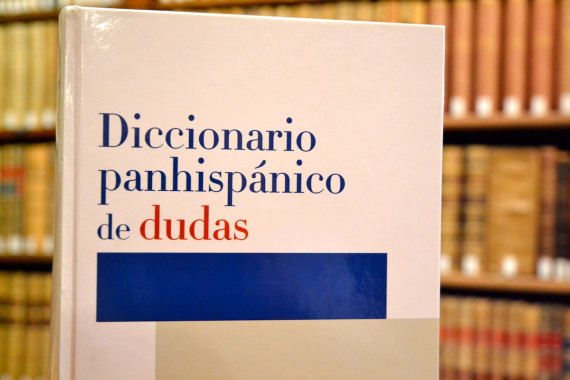 Diccionario
panhispánico
de dudas